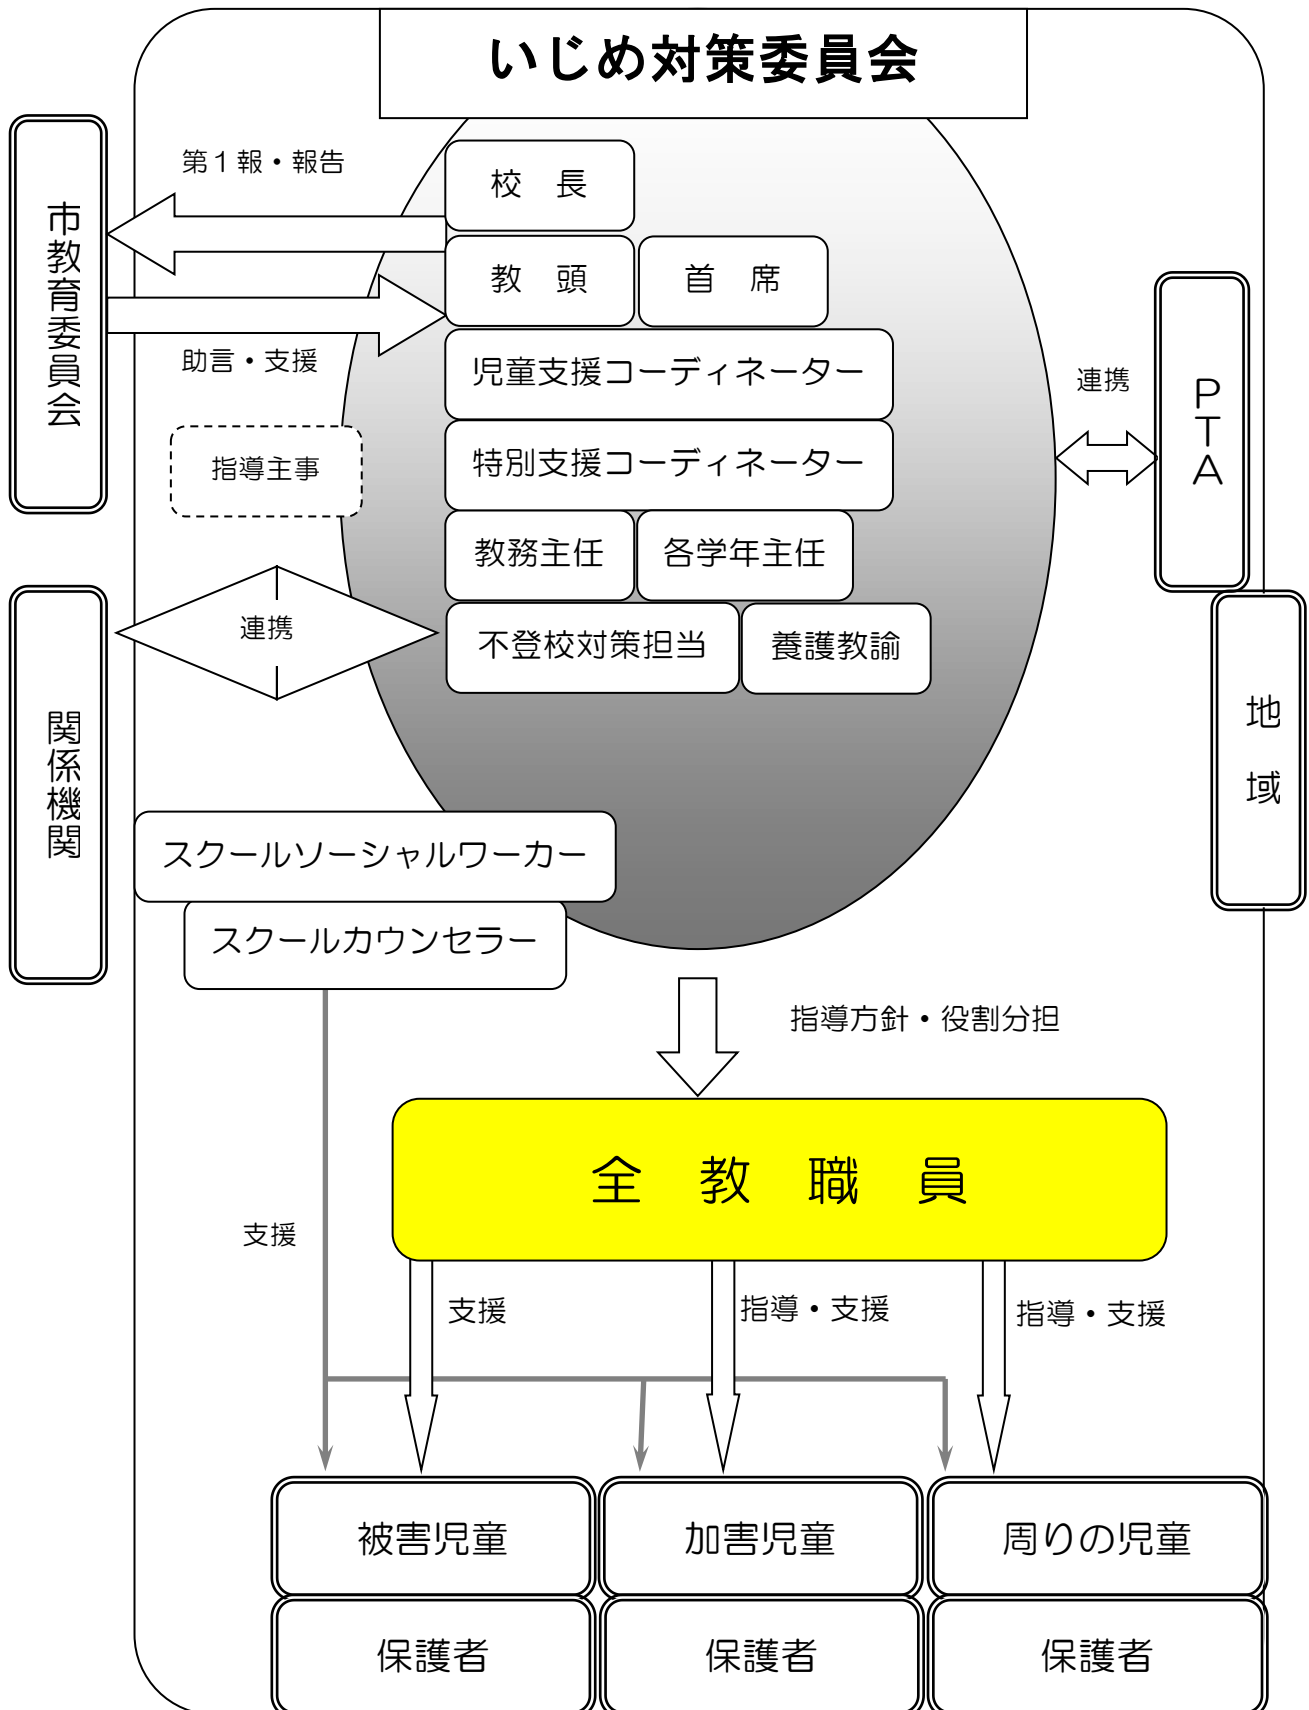 いじめ対策委員会
第1報・報告
校　長
市教育委員会
教　頭
首　席
助言・支援
児童支援コーディネーター
連携
PTA
指導主事
特別支援コーディネーター
教務主任
各学年主任
連携
不登校対策担当
養護教諭
関係機関
地　域
スクールソーシャルワーカー
スクールカウンセラー
指導方針・役割分担
全　教　職　員
支援
支援
指導・支援
指導・支援
被害児童
加害児童
周りの児童
保護者
保護者
保護者